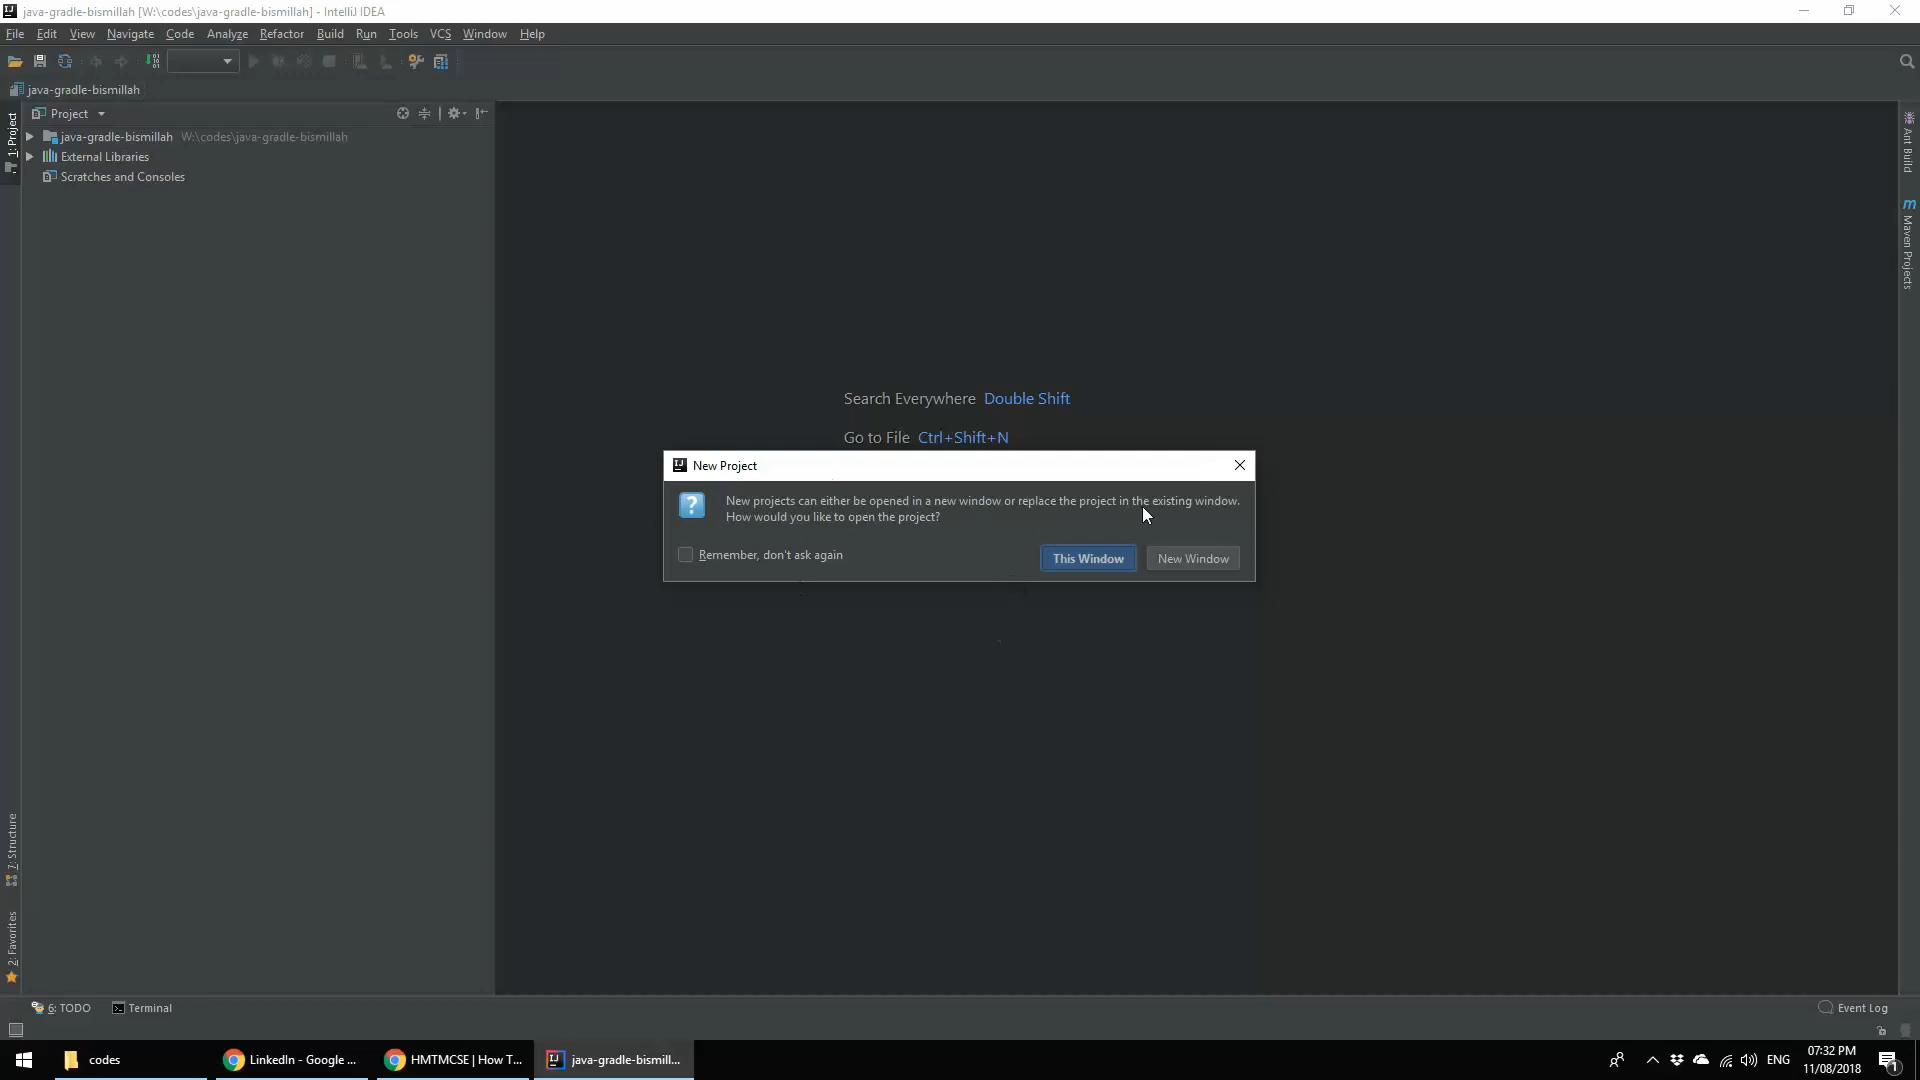 java-gradle-bismillah [W:\codes\java-gradle-bismillah] - IntelliJ IDEA
File Edit View Navigate Code Analyze Refactor Build Run Tools VCS Window Help
java-gradle-bismillah
Project
1: Project
java-gradle-bismillah W:\codes\java-gradle-bismillah
External Libraries
Scratches and Consoles
Ant Build
m Maven Projects
Search Everywhere Double Shift
Go to File Ctrl+Shift+N
New Project
New projects can either be opened in a new window or replace the project in the existing window.
How would you like to open the project?
Remember, don't ask again
This Window New Window
7: Structure
2: Favorites
6: TODO Terminal
Event Log
codes
LinkedIn - Google ...
HMTMCSE | How T...
java-gradle-bismill...
ENG
07:32 PM
11/08/2018
1